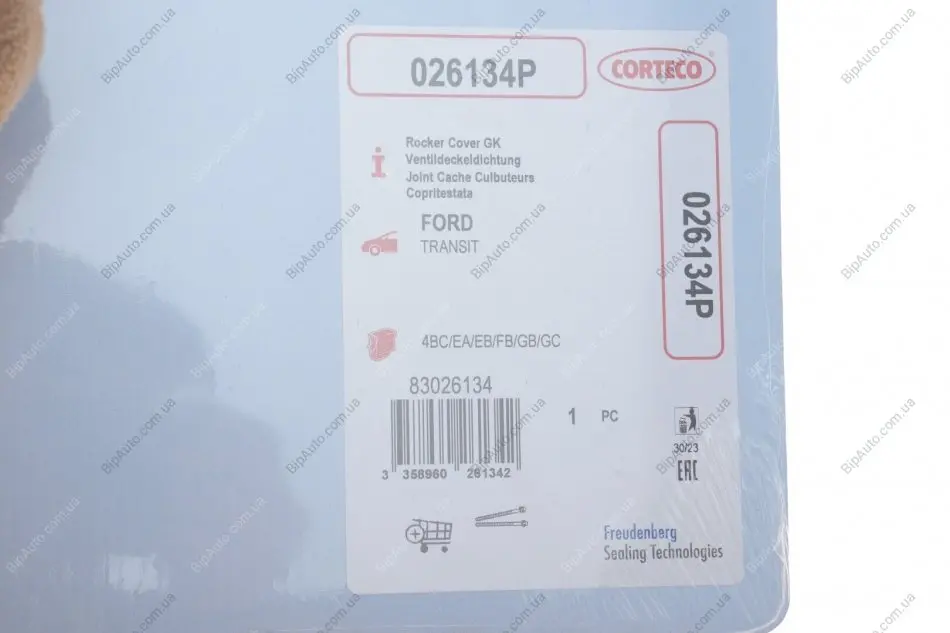 026134P
CORTECO
Rocker Cover GK
Ventildeckeldichtung
Joint Cache Culbuteurs
Copritestata
FORD
TRANSIT
026134P
4BC/EA/EB/FB/GB/GC
83026134
1 PC
3 358960 261342
30/23
EAC
Freudenberg
Sealing Technologies
BipAuto.com.ua